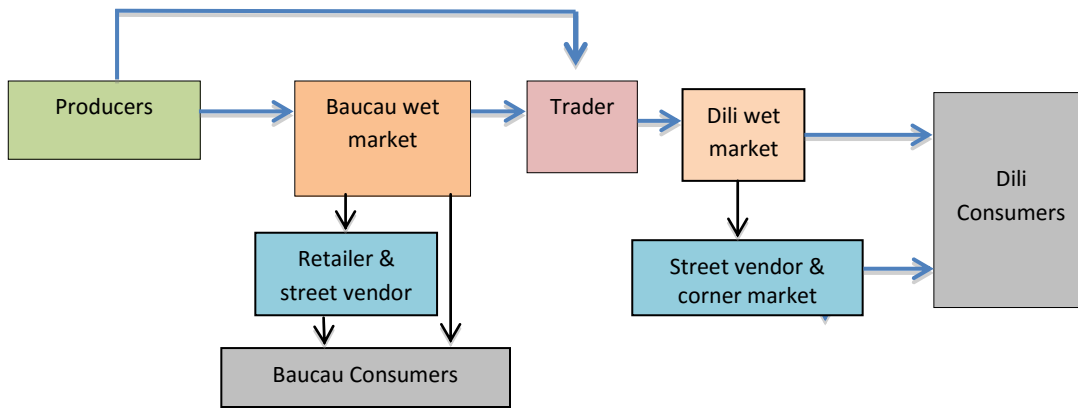 Producers
Baucau wet
market
Trader
Dili wet
market
Dili
Consumers
Retailer &
street vendor
Street vendor &
corner market
Baucau Consumers